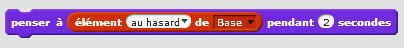 penser à élément au hasard de Base pendant 2 secondes